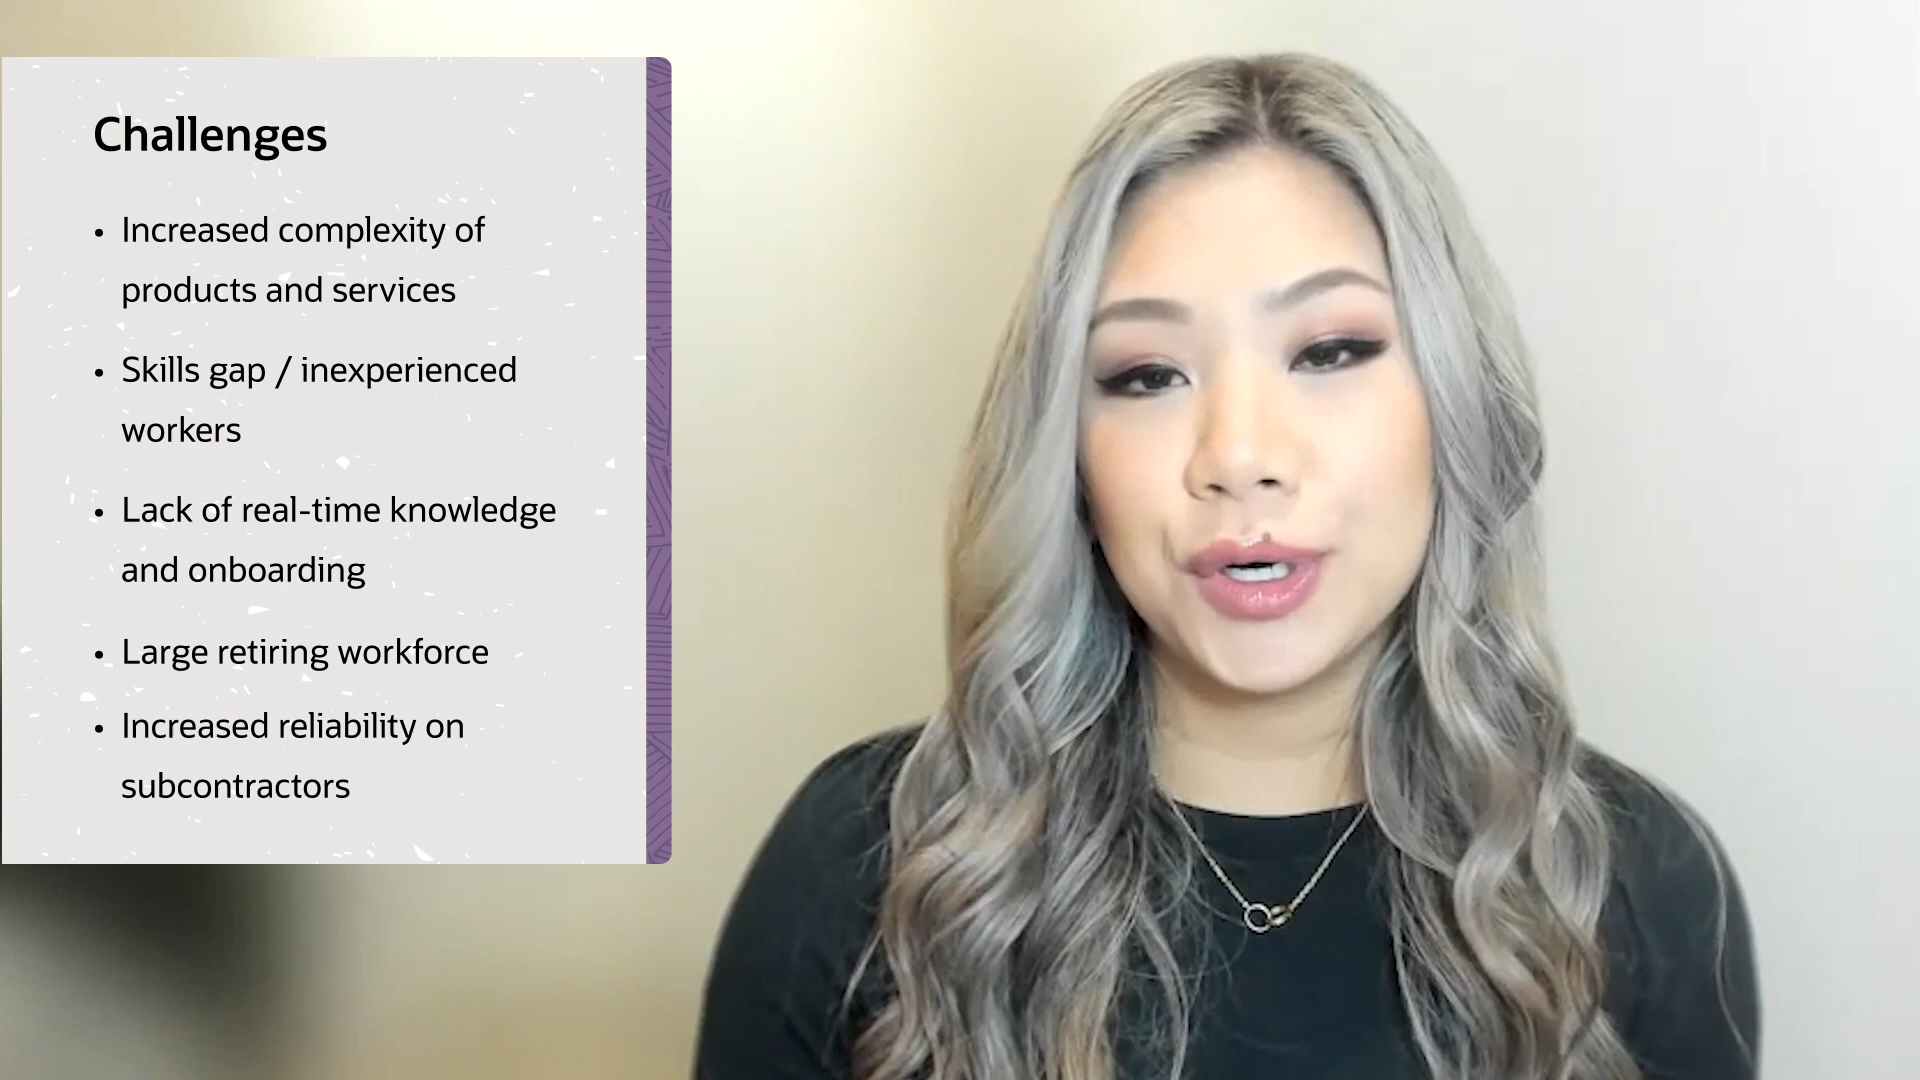 Challenges
• Increased complexity of
products and services
• Skills gap / inexperienced
workers
• Lack of real-time knowledge
and onboarding
• Large retiring workforce
• Increased reliability on
subcontractors